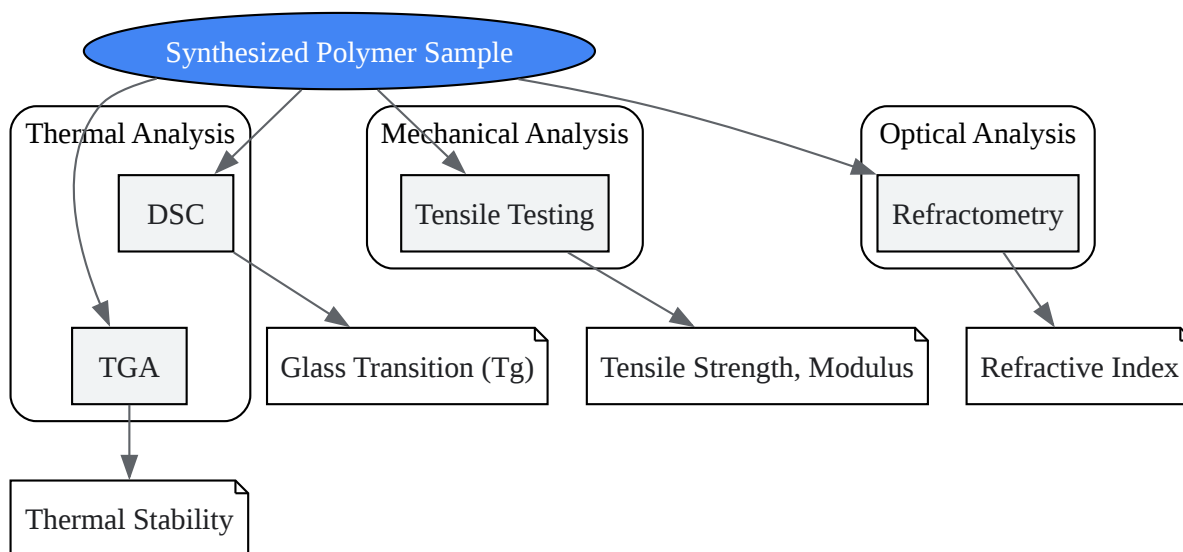 Synthesized Polymer Sample
Thermal Analysis
Mechanical Analysis
Optical Analysis
DSC
Tensile Testing
Refractometry
TGA
Glass Transition (Tg)
Tensile Strength, Modulus
Refractive Index
Thermal Stability